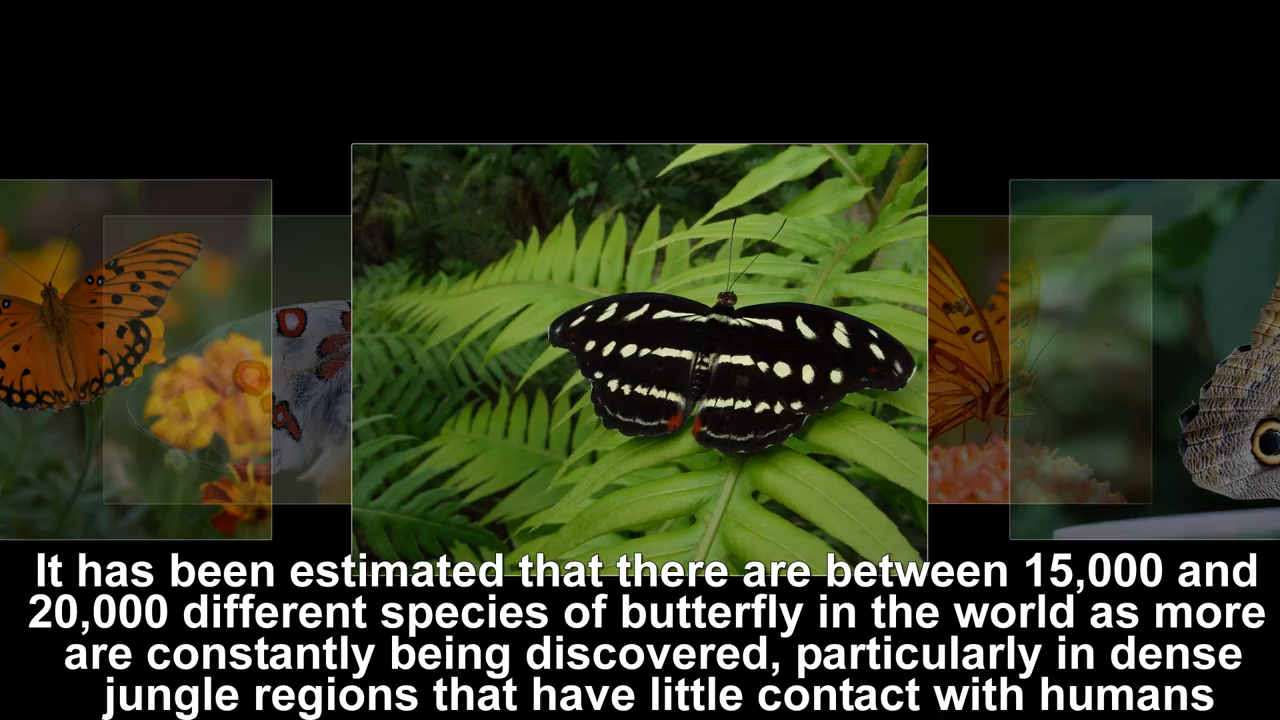 It has been estimated that there are between 15,000 and
20,000 different species of butterfly in the world as more
are constantly being discovered, particularly in dense
jungle regions that have little contact with humans